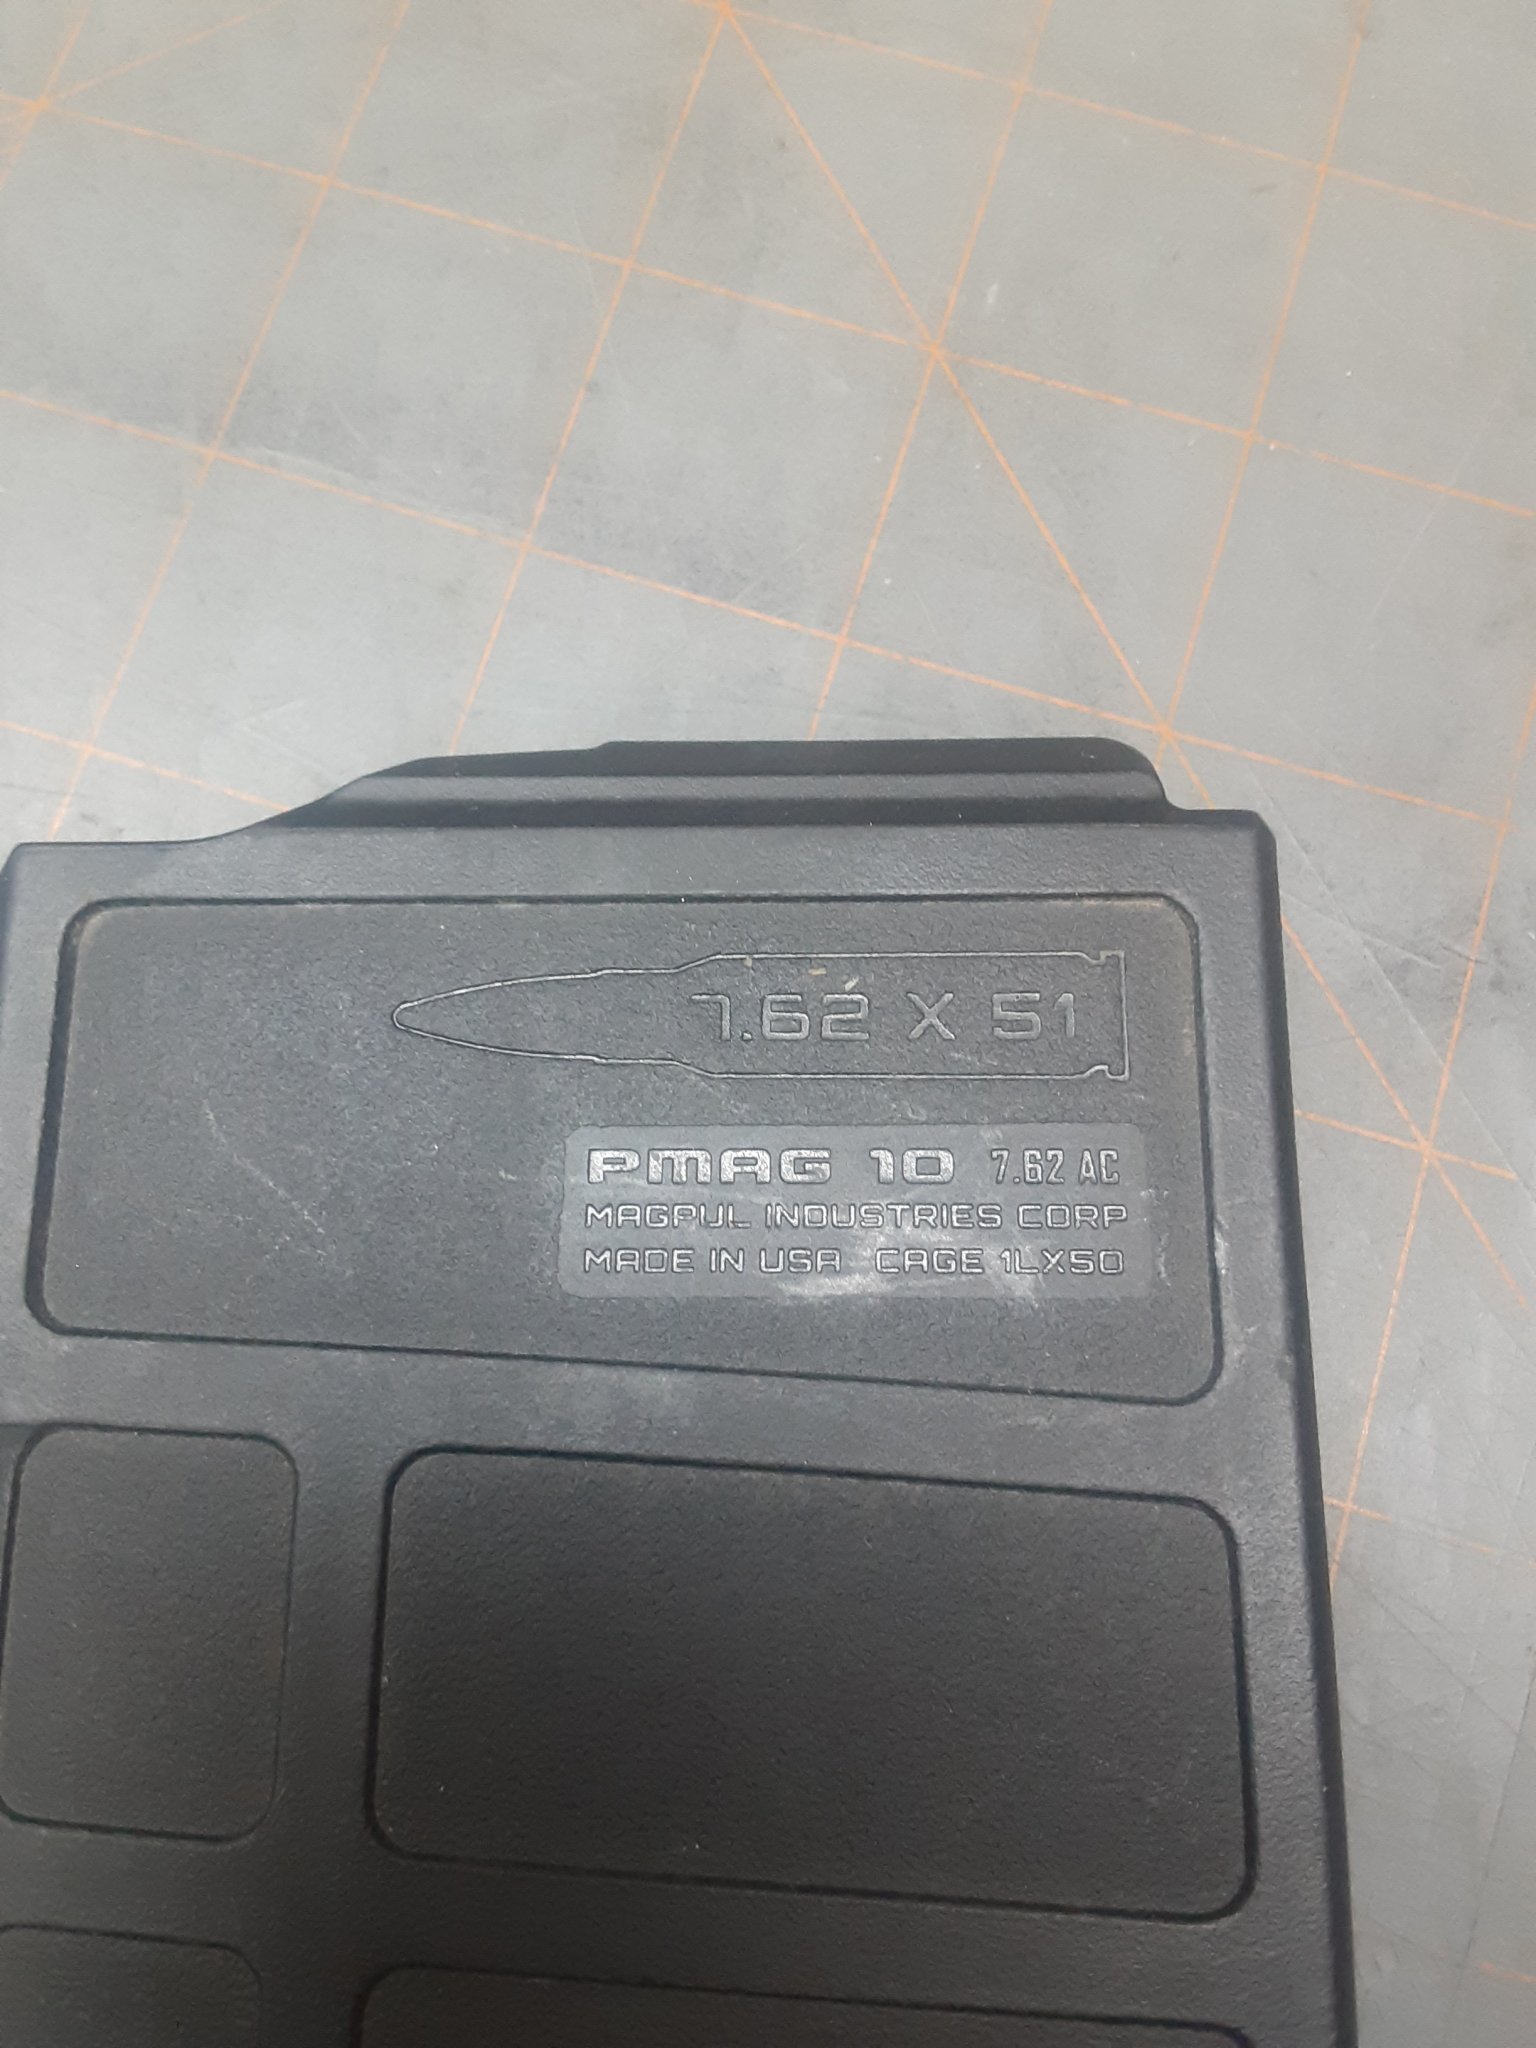 7.62 X 51
PMAG 10 7.62 AC
MAGPUL INDUSTRIES CORP
MADE IN USA CAGE 1LX50